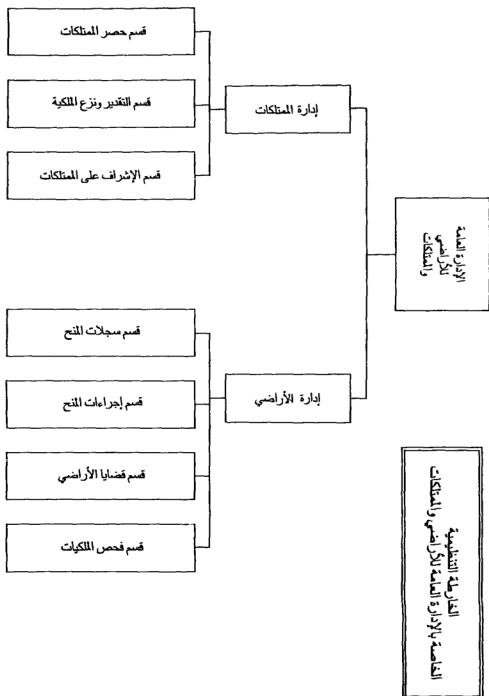 الخارطة التنظيمية
الخاصة بالإدارة العامة للأراضي والممتلكات
الإدارة العامة
للأراضي
والممتلكات
إدارة الممتلكات
قسم حصر الممتلكات
قسم التقدير ونزع الملكية
قسم الإشراف على الممتلكات
إدارة الأراضي
قسم سجلات المنح
قسم إجراءات المنح
قسم قضايا الأراضي
قسم فحص الملكيات